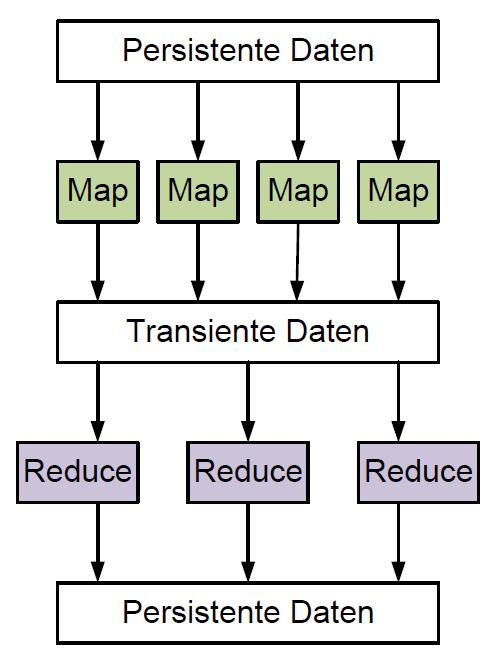 Persistente Daten
Map Map Map Map
Transiente Daten
Reduce Reduce Reduce
Persistente Daten